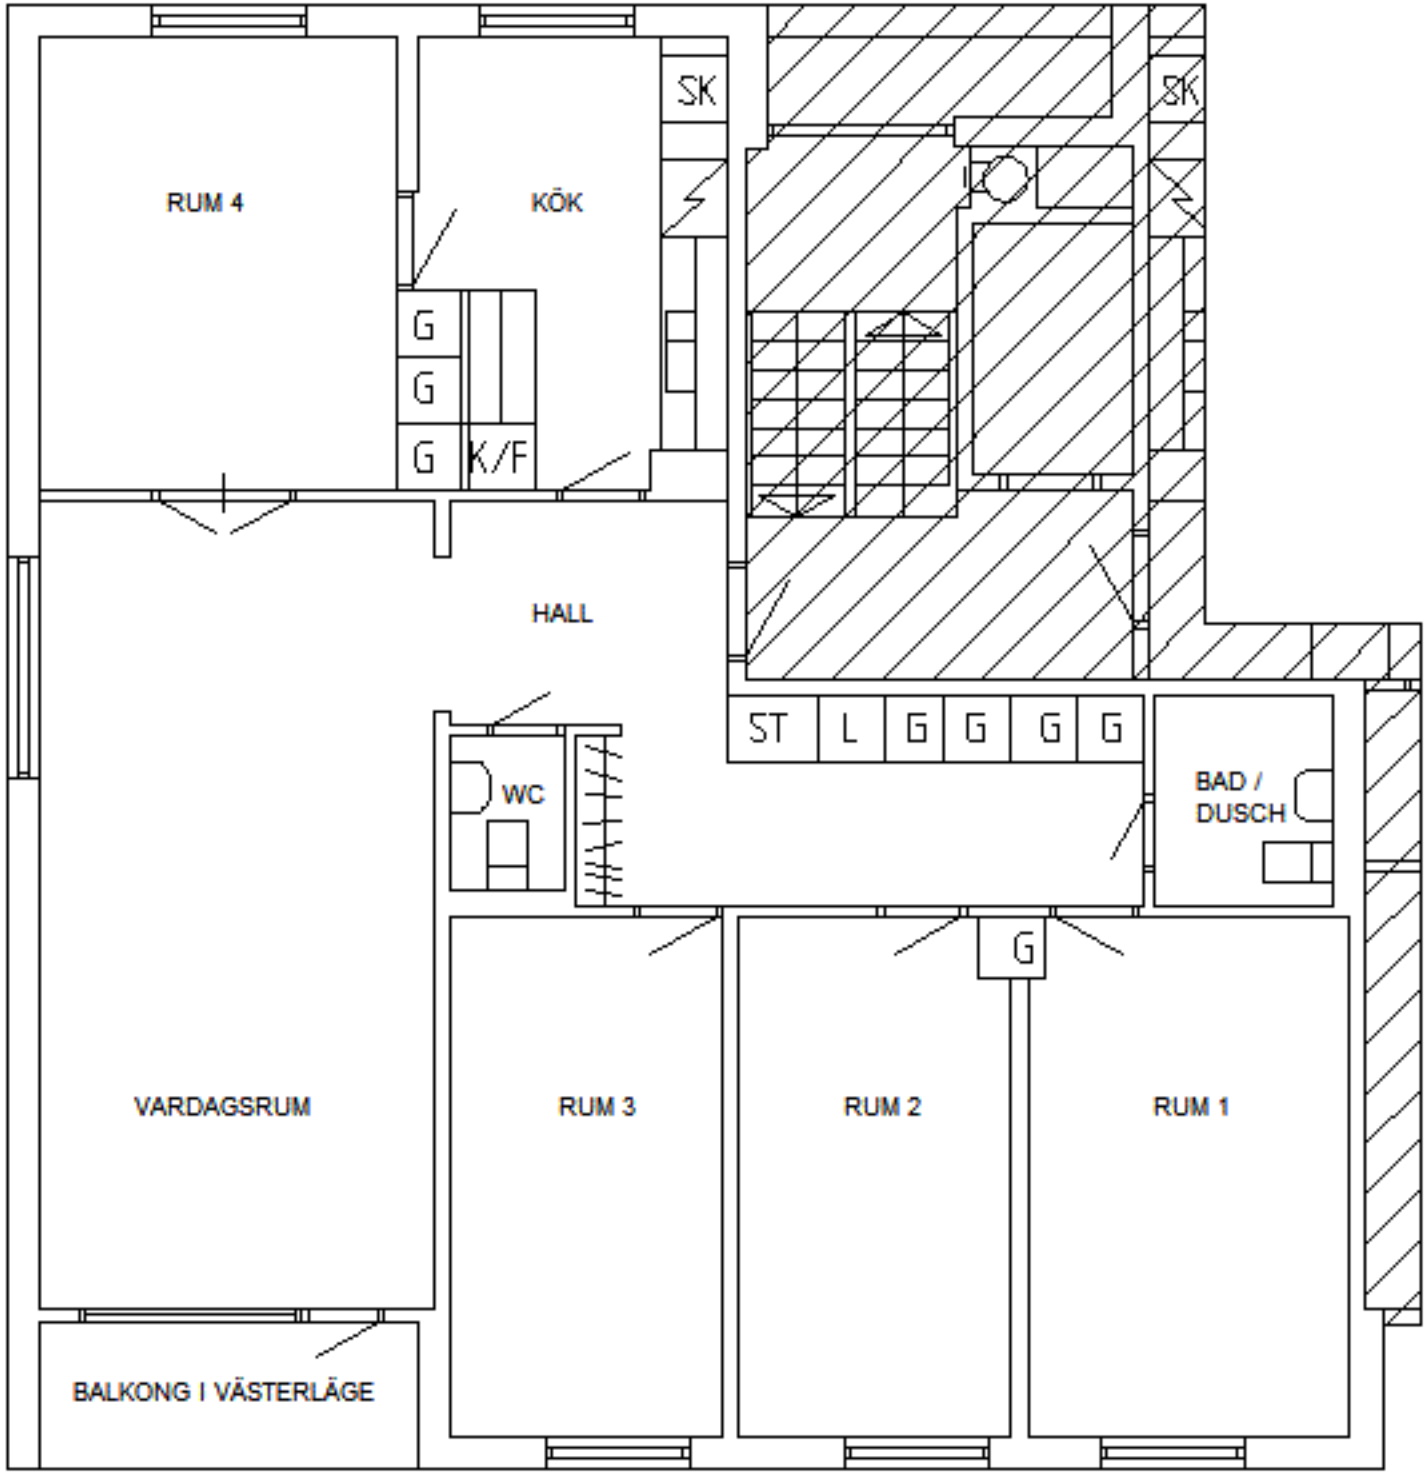 SK
SK
RUM 4
KÖK
G
G
G
K/F
HALL
ST
L
G
G
G
G
WC
BAD /
DUSCH
G
VARDAGSRUM
RUM 3
RUM 2
RUM 1
BALKONG I VÄSTERLÄGE